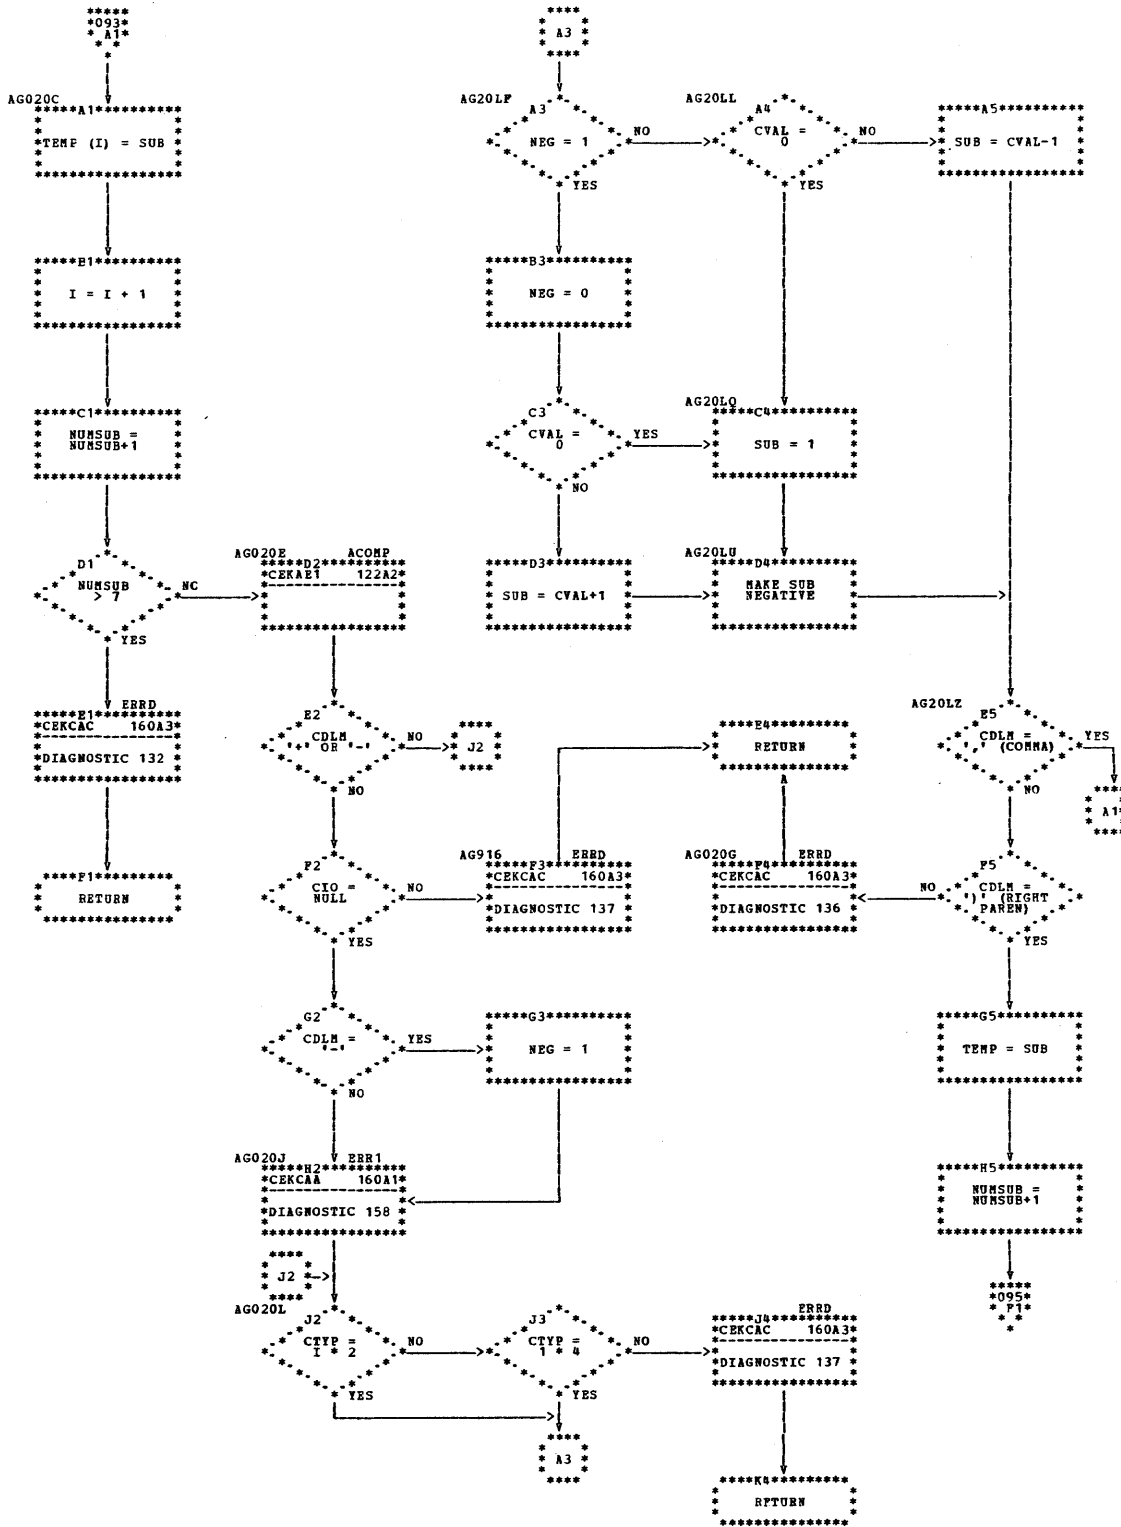 093
A1
A3
AG020C
A1
TEMP (I) = SUB
AG20LF
A3
NEG = 1
NO
YES
AG20LL
A4
CVAL =
0
NO
YES
A5
SUB = CVAL-1
B1
I = I + 1
B3
NEG = 0
C1
NUMSUB =
NUMSUB+1
C3
CVAL =
0
YES
NO
AG20LQ
C4
SUB = 1
D1
NUMSUB
> 7
NC
YES
AG020E
ACOMP
D2
CEKAE1 122A2
D3
SUB = CVAL+1
AG20LU
D4
MAKE SUB
NEGATIVE
ERRD
E1
CEKCAC 160A3
DIAGNOSTIC 132
E2
CDLM
'+' OR '-'
NO
NO
J2
E4
RETURN
AG20LZ
E5
CDLM =
',' (COMMA)
YES
NO
A1
F1
RETURN
F2
CIO =
NULL
NO
YES
AG916
ERRD
F3
CEKCAC 160A3
DIAGNOSTIC 137
AG020G
ERRD
F4
CEKCAC 160A3
DIAGNOSTIC 136
F5
CDLM =
')' (RIGHT
PAREN)
NO
YES
G2
CDLM =
'-'
YES
NO
G3
NEG = 1
G5
TEMP = SUB
AG020J
ERR1
H2
CEKCAA 160A1
DIAGNOSTIC 158
H5
NUMSUB =
NUMSUB+1
J2
095
F1
AG020L
J2
CTYP =
I * 2
NO
YES
J3
CTYP =
1 * 4
NO
YES
ERRD
J4
CEKCAC 160A3
DIAGNOSTIC 137
A3
K4
RFTURN